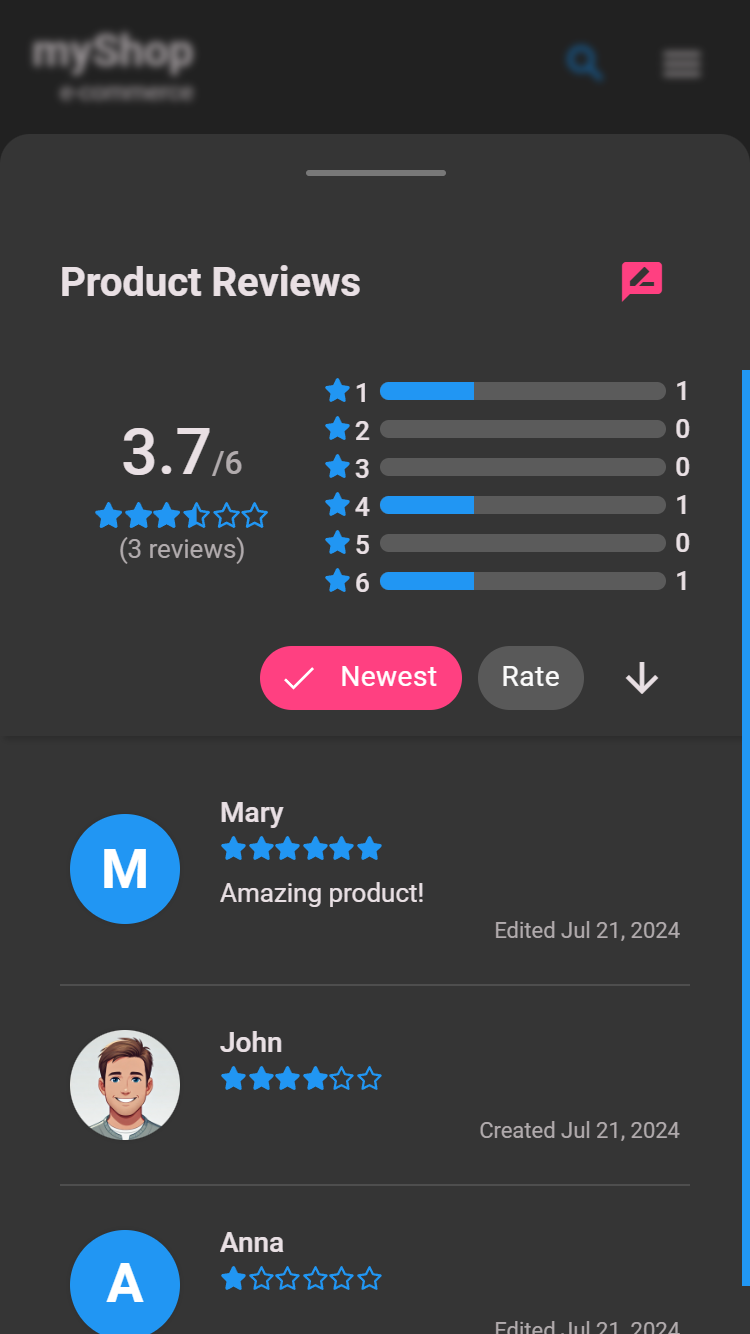 myShop
e-commerce
Product Reviews
3.7/6
(3 reviews)
1 1
2 0
3 0
4 1
5 0
6 1
Newest Rate
M
Mary
Amazing product!
Edited Jul 21, 2024
John
Created Jul 21, 2024
A
Anna
Edited Jul 21, 2024